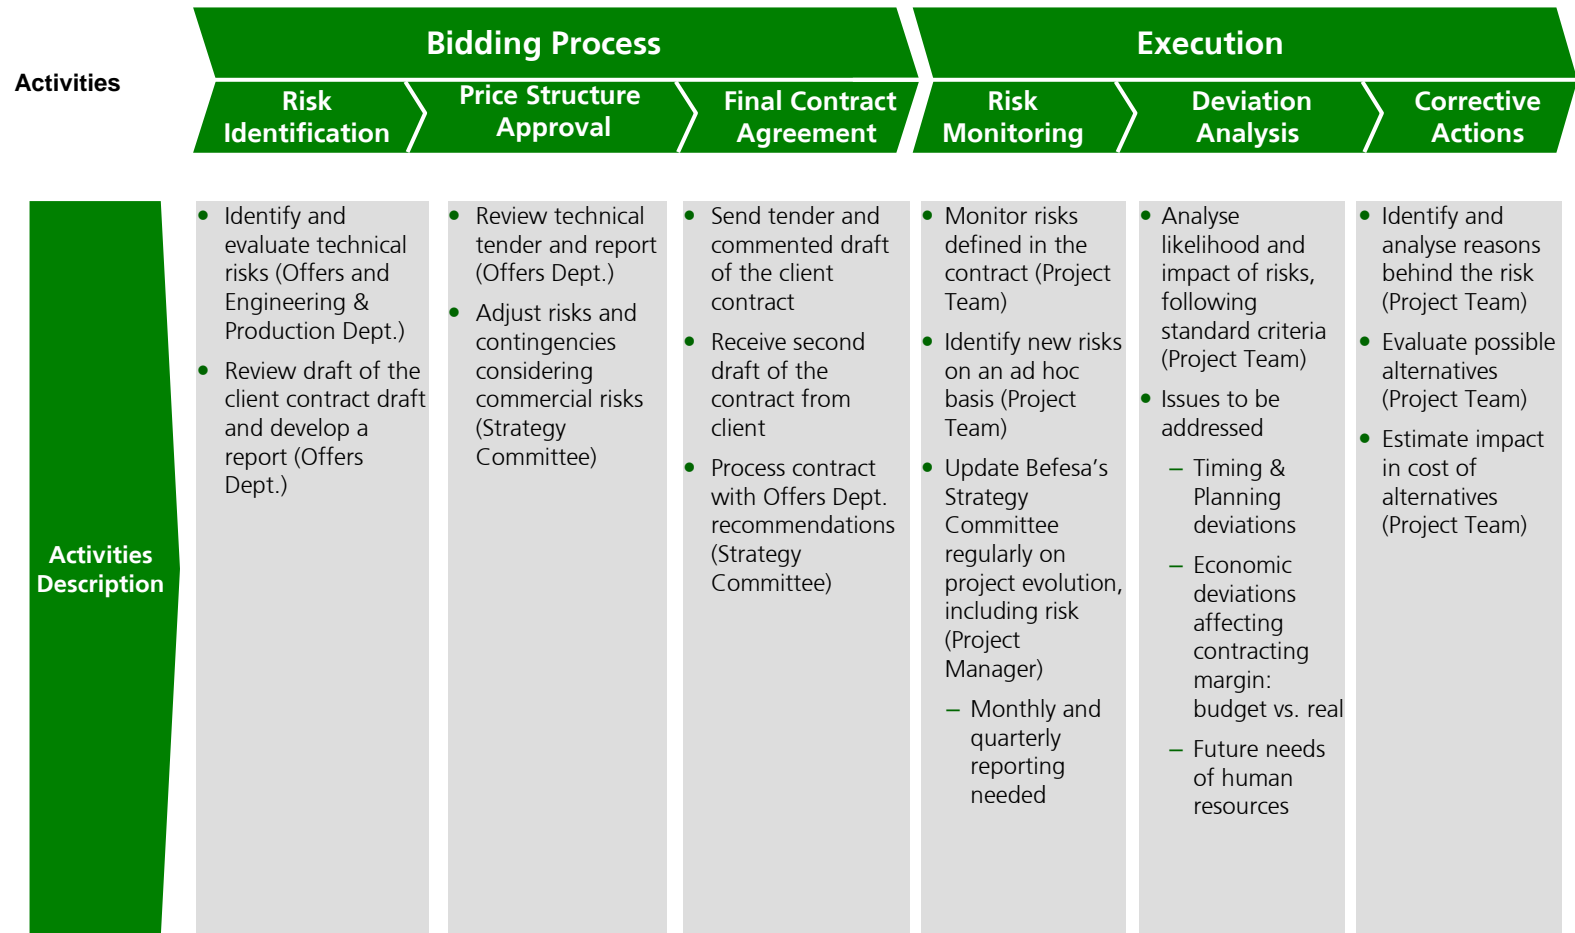 Bidding Process
Execution
Activities
Risk
Identification
Price Structure
Approval
Final Contract
Agreement
Risk
Monitoring
Deviation
Analysis
Corrective
Actions
Activities
Description
• Identify and
evaluate technical
risks (Offers and
Engineering &
Production Dept.)
• Review draft of the
client contract draft
and develop a
report (Offers
Dept.)
• Review technical
tender and report
(Offers Dept.)
• Adjust risks and
contingencies
considering
commercial risks
(Strategy
Committee)
• Send tender and
commented draft
of the client
contract
• Receive second
draft of the
contract from
client
• Process contract
with Offers Dept.
recommendations
(Strategy
Committee)
• Monitor risks
defined in the
contract (Project
Team)
• Identify new risks
on an ad hoc
basis (Project
Team)
• Update Befesa's
Strategy
Committee
regularly on
project evolution,
including risk
(Project
Manager)
– Monthly and
quarterly
reporting
needed
• Analyse
likelihood and
impact of risks,
following
standard criteria
(Project Team)
• Issues to be
addressed
– Timing &
Planning
deviations
– Economic
deviations
affecting
contracting
margin:
budget vs. real
– Future needs
of human
resources
• Identify and
analyse reasons
behind the risk
(Project Team)
• Evaluate possible
alternatives
(Project Team)
• Estimate impact
in cost of
alternatives
(Project Team)